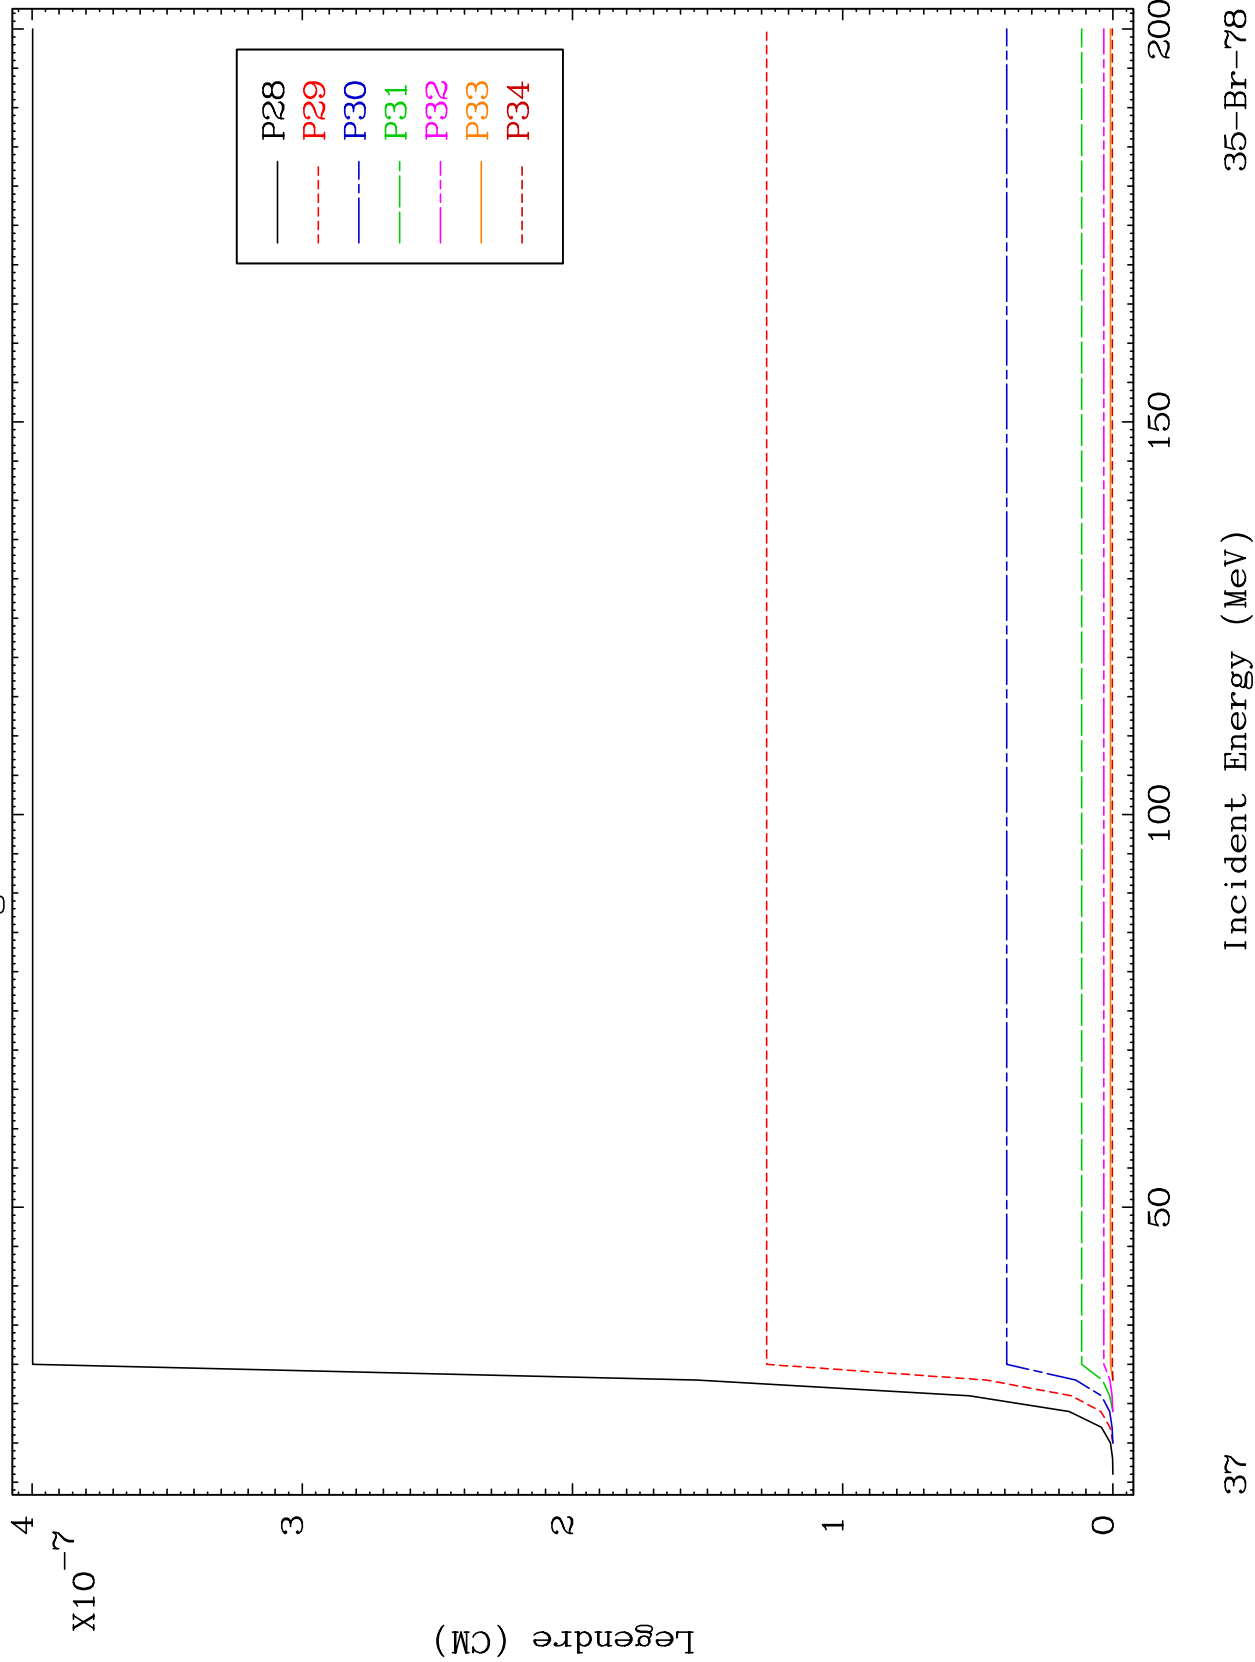 X10-7
4
3
2
1
0
Legendre (CM)
P28
P29
P30
P31
P32
P33
P34
50
100
150
200
Incident Energy (MeV)
37
35-Br-78